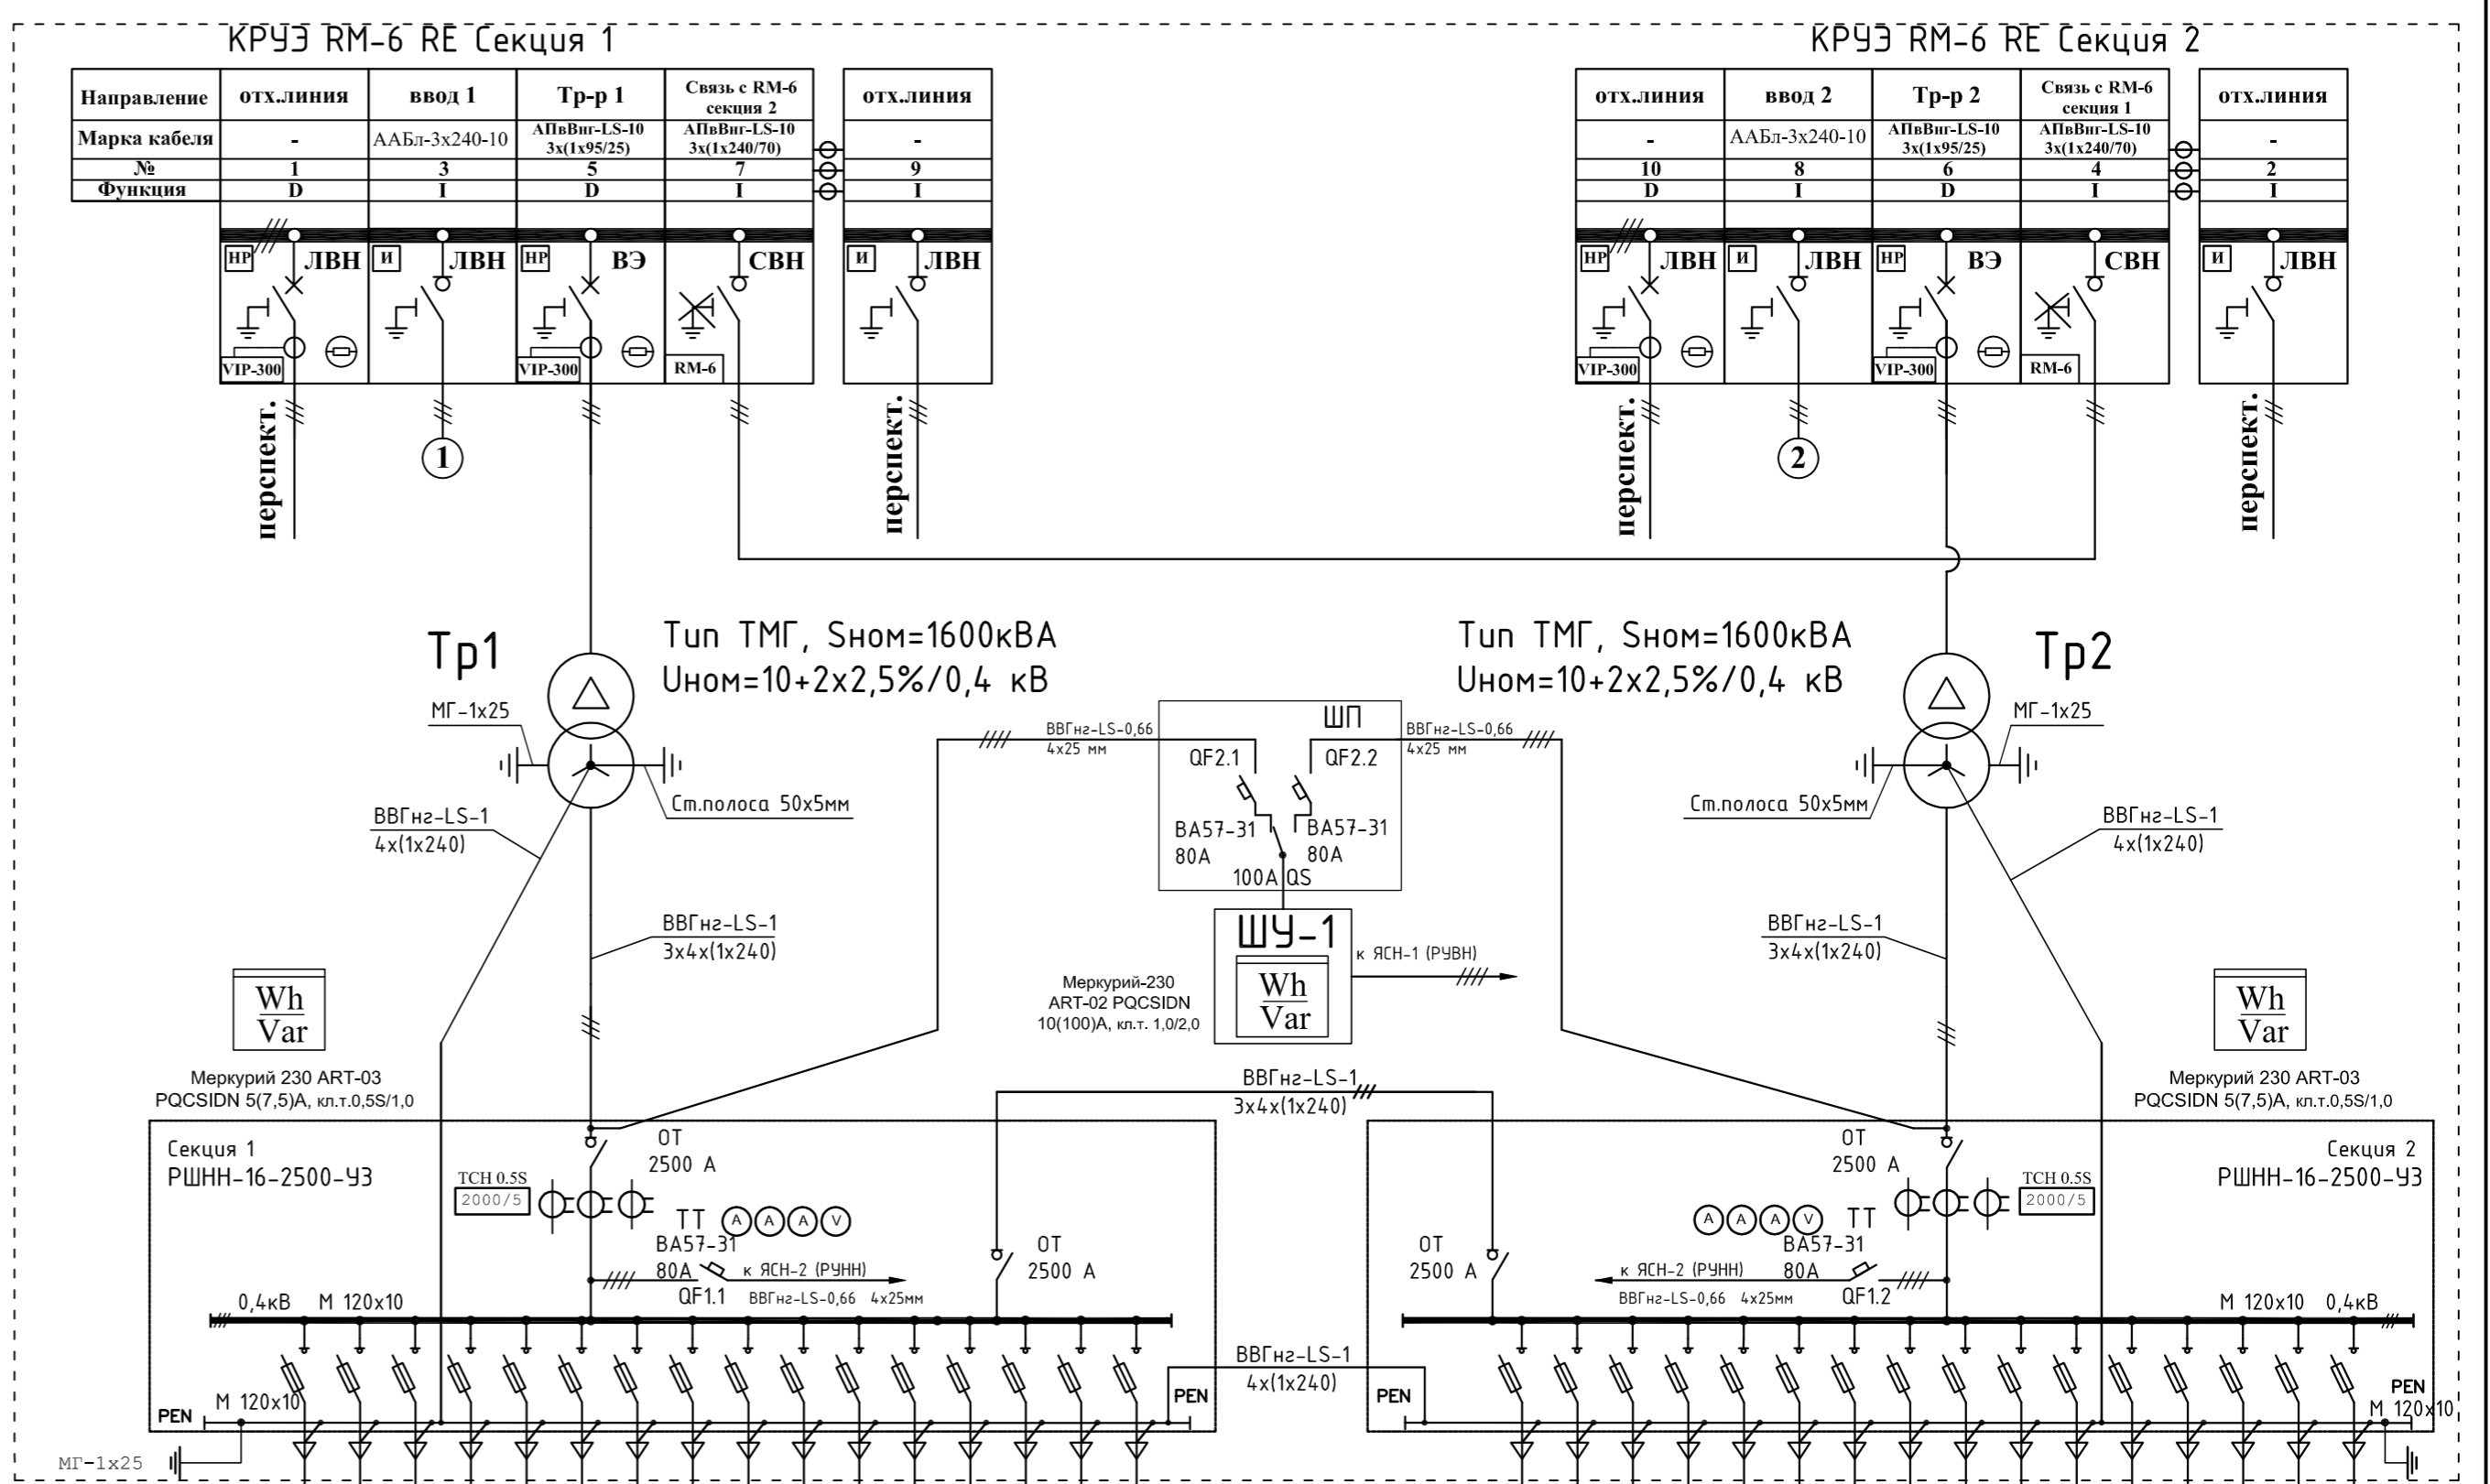 КРУЭ RM-6 RE Секция 1
КРУЭ RM-6 RE Секция 2
Направление отх.линия ввод 1 Тр-р 1 Связь с RM-6 секция 2 отх.линия
Марка кабеля - ААБл-3х240-10 АПвВнг-LS-10 3х(1х95/25) АПвВнг-LS-10 3х(1х240/70) -
№ 1 3 5 7 9
Функция D I D I I
отх.линия ввод 2 Тр-р 2 Связь с RM-6 секция 1 отх.линия
- ААБл-3х240-10 АПвВнг-LS-10 3х(1х95/25) АПвВнг-LS-10 3х(1х240/70) -
10 8 6 4 2
D I D I I
НР ЛВН И ЛВН НР ВЭ СВН И ЛВН
VIP-300 VIP-300 RM-6
НР ЛВН И ЛВН НР ВЭ СВН И ЛВН
VIP-300 VIP-300 RM-6
перспект.
1
перспект.
перспект.
2
перспект.
Тр1
Тип ТМГ, Sном=1600кВА
Uном=10+2х2,5%/0,4 кВ
Тип ТМГ, Sном=1600кВА
Uном=10+2х2,5%/0,4 кВ
Тр2
МГ-1х25
Ст.полоса 50х5мм
ВВГнг-LS-1
4х(1х240)
ВВГнг-LS-1
3х4х(1х240)
ВВГнг-LS-0,66
4х25 мм
ШП
QF2.1
QF2.2
ВА57-31
80А
ВА57-31
80А
100А QS
ВВГнг-LS-0,66
4х25 мм
МГ-1х25
Ст.полоса 50х5мм
ВВГнг-LS-1
4х(1х240)
ВВГнг-LS-1
3х4х(1х240)
ШУ-1
Wh
Var
к ЯСН-1 (РУВН)
Меркурий-230
ART-02 PQCSIDN
10(100)А, кл.т. 1,0/2,0
Wh
Var
Меркурий 230 ART-03
PQCSIDN 5(7,5)А, кл.т.0,5S/1,0
Wh
Var
Меркурий 230 ART-03
PQCSIDN 5(7,5)А, кл.т.0,5S/1,0
ВВГнг-LS-1
3х4х(1х240)
Секция 1
РШНН-16-2500-У3
ОТ
2500 А
ТСН 0.5S
2000/5
ТТ A A A V
ВА57-31
80А
QF1.1
к ЯСН-2 (РУНН)
ВВГнг-LS-0,66 4х25мм
ОТ
2500 А
0,4кВ М 120х10
PEN М 120х10
PEN
МГ-1х25
ВВГнг-LS-1
4х(1х240)
Секция 2
РШНН-16-2500-У3
ОТ
2500 А
ТСН 0.5S
2000/5
A A A V ТТ
ВА57-31
80А
QF1.2
к ЯСН-2 (РУНН)
ВВГнг-LS-0,66 4х25мм
ОТ
2500 А
М 120х10 0,4кВ
PEN
PEN
М 120х10